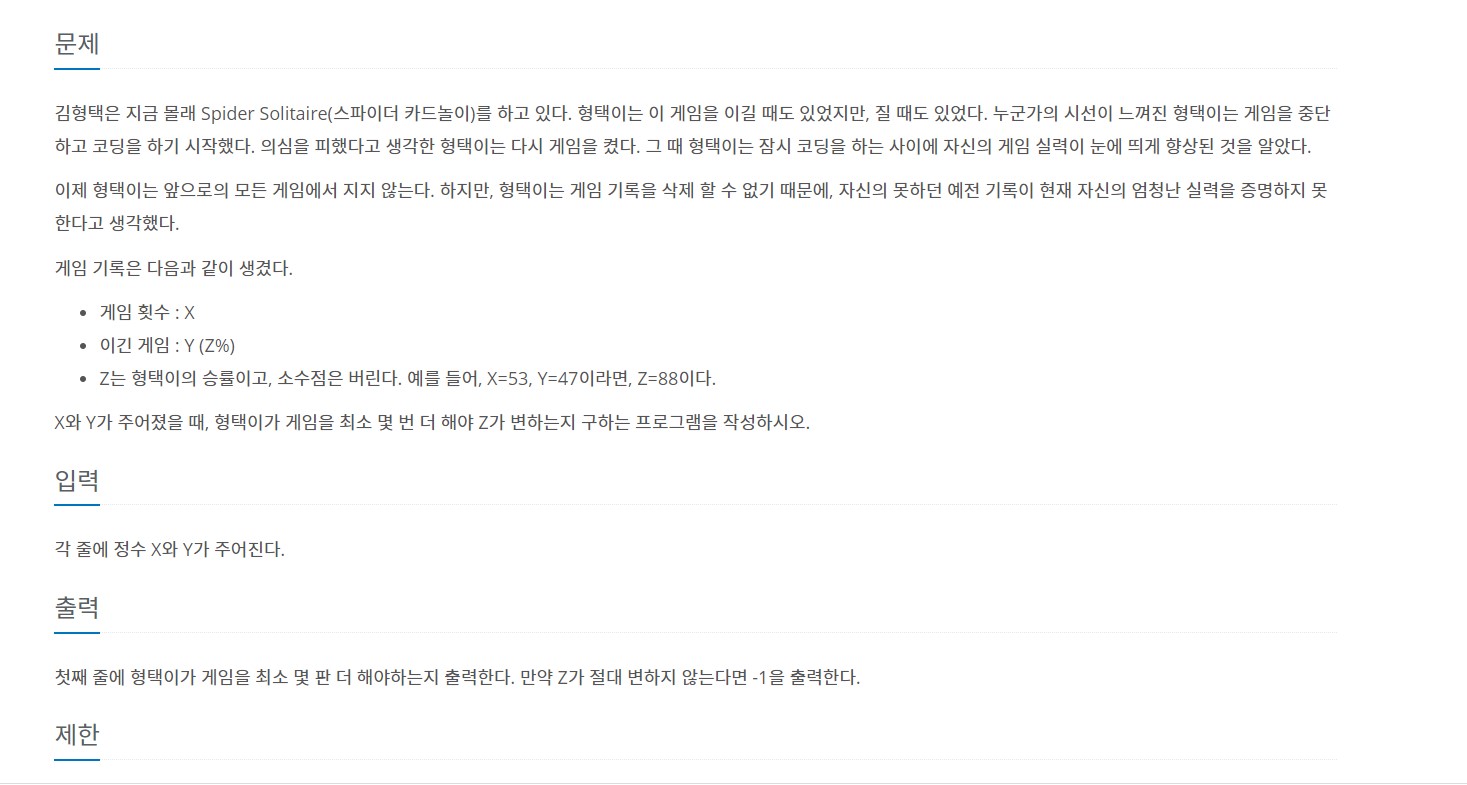 문제
김형택은 지금 몰래 Spider Solitaire(스파이더 카드놀이)를 하고 있다. 형택이는 이 게임을 이길 때도 있었지만, 질 때도 있었다. 누군가의 시선이 느껴진 형택이는 게임을 중단
하고 코딩을 하기 시작했다. 의심을 피했다고 생각한 형택이는 다시 게임을 켰다. 그 때 형택이는 잠시 코딩을 하는 사이에 자신의 게임 실력이 눈에 띄게 향상된 것을 알았다.
이제 형택이는 앞으로의 모든 게임에서 지지 않는다. 하지만, 형택이는 게임 기록을 삭제 할 수 없기 때문에, 자신의 못하던 예전 기록이 현재 자신의 엄청난 실력을 증명하지 못
한다고 생각했다.
게임 기록은 다음과 같이 생겼다.
• 게임 횟수 : X
• 이긴 게임 : Y (Z%)
• Z는 형택이의 승률이고, 소수점은 버린다. 예를 들어, X=53, Y=47이라면, Z=88이다.
X와 Y가 주어졌을 때, 형택이가 게임을 최소 몇 번 더 해야 Z가 변하는지 구하는 프로그램을 작성하시오.
입력
각 줄에 정수 X와 Y가 주어진다.
출력
첫째 줄에 형택이가 게임을 최소 몇 판 더 해야하는지 출력한다. 만약 Z가 절대 변하지 않는다면 -1을 출력한다.
제한